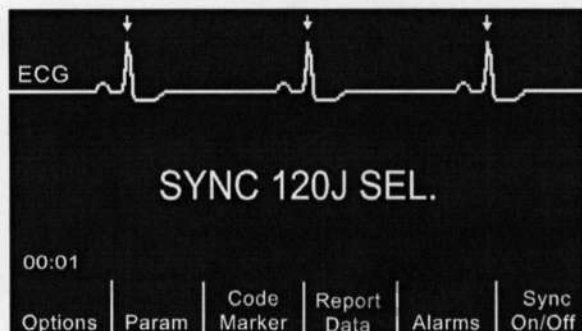 ECG
SYNC 120J SEL.
00:01
Options Param Code Marker Report Data Alarms Sync On/Off